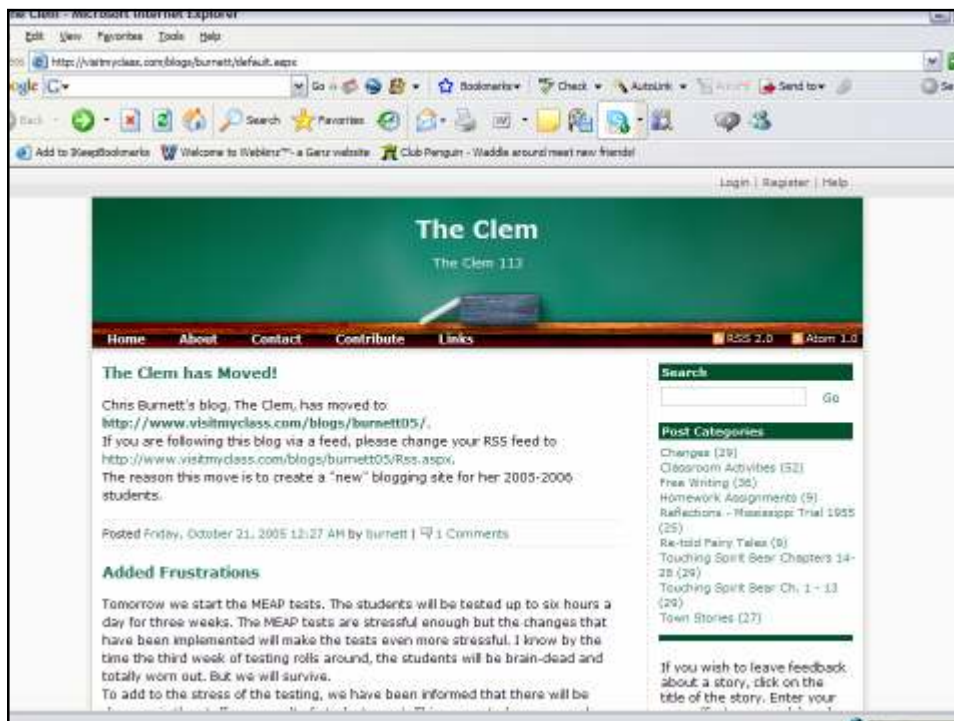 The Clem - Microsoft Internet Explorer
Edit View Favorites Tools Help
http://visitmyclass.com/blogs/burnett/default.aspx
Go Bookmarks Check AutoLink Send to
Search Favorites
Add to IKeepBookmarks Welcome to Webkinz™ - a Ganz website Club Penguin - Waddle around meet new friends!
Login | Register | Help
The Clem
The Clem 113
Home About Contact Contribute Links RSS 2.0 Atom 1.0
The Clem has Moved!
Chris Burnett's blog, The Clem, has moved to
http://www.visitmyclass.com/blogs/burnett05/.
If you are following this blog via a feed, please change your RSS feed to
http://www.visitmyclass.com/blogs/burnett05/Rss.aspx.
The reason this move is to create a "new" blogging site for her 2005-2006
students.
Posted Friday, October 21, 2005 12:27 AM by burnett | 1 Comments
Added Frustrations
Tomorrow we start the MEAP tests. The students will be tested up to six hours a
day for three weeks. The MEAP tests are stressful enough but the changes that
have been implemented will make the tests even more stressful. I know by the
time the third week of testing rolls around, the students will be brain-dead and
totally worn out. But we will survive.
To add to the stress of the testing, we have been informed that there will be
Search
Go
Post Categories
Changes (29)
Classroom Activities (52)
Free Writing (36)
Homework Assignments (9)
Reflections - Mississippi Trial 1955
(25)
Re-told Fairy Tales (9)
Touching Spirit Bear Chapters 14-
28 (29)
Touching Spirit Bear Ch. 1 - 13
(29)
Town Stories (27)
If you wish to leave feedback
about a story, click on the
title of the story. Enter your